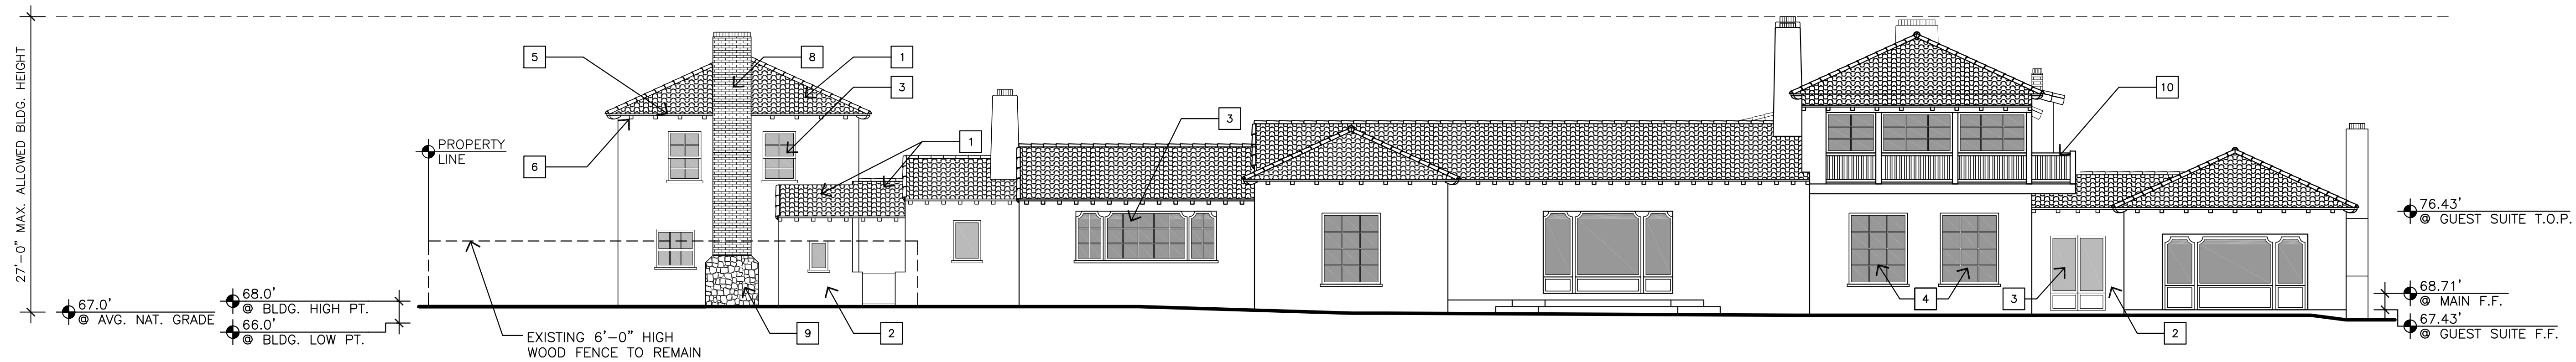 27'-0" MAX. ALLOWED BLDG. HEIGHT
67.0'
@ AVG. NAT. GRADE
68.0'
@ BLDG. HIGH PT.
66.0'
@ BLDG. LOW PT.
PROPERTY
LINE
5
6
8
1
3
1
EXISTING 6'-0" HIGH
WOOD FENCE TO REMAIN
9
2
3
4
3
10
2
76.43'
@ GUEST SUITE T.O.P.
68.71'
@ MAIN F.F.
67.43'
@ GUEST SUITE F.F.